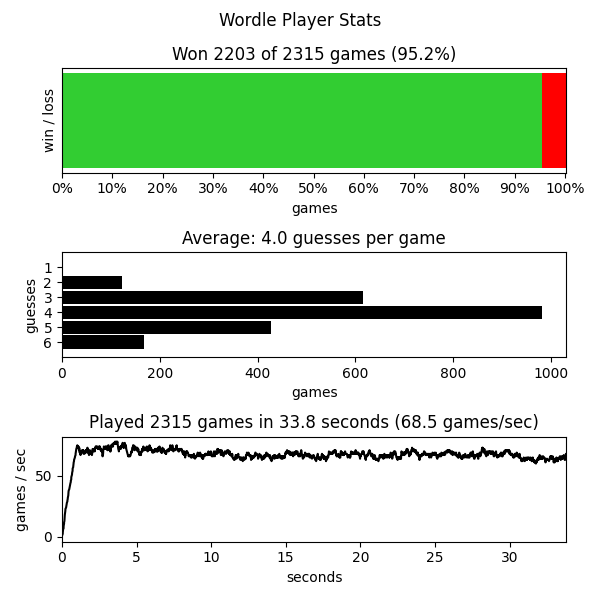 Wordle Player Stats
Won 2203 of 2315 games (95.2%)
win / loss
0% 10% 20% 30% 40% 50% 60% 70% 80% 90% 100%
games
Average: 4.0 guesses per game
guesses
1
2
3
4
5
6
0 200 400 600 800 1000
games
Played 2315 games in 33.8 seconds (68.5 games/sec)
games / sec
50
0
0 5 10 15 20 25 30
seconds